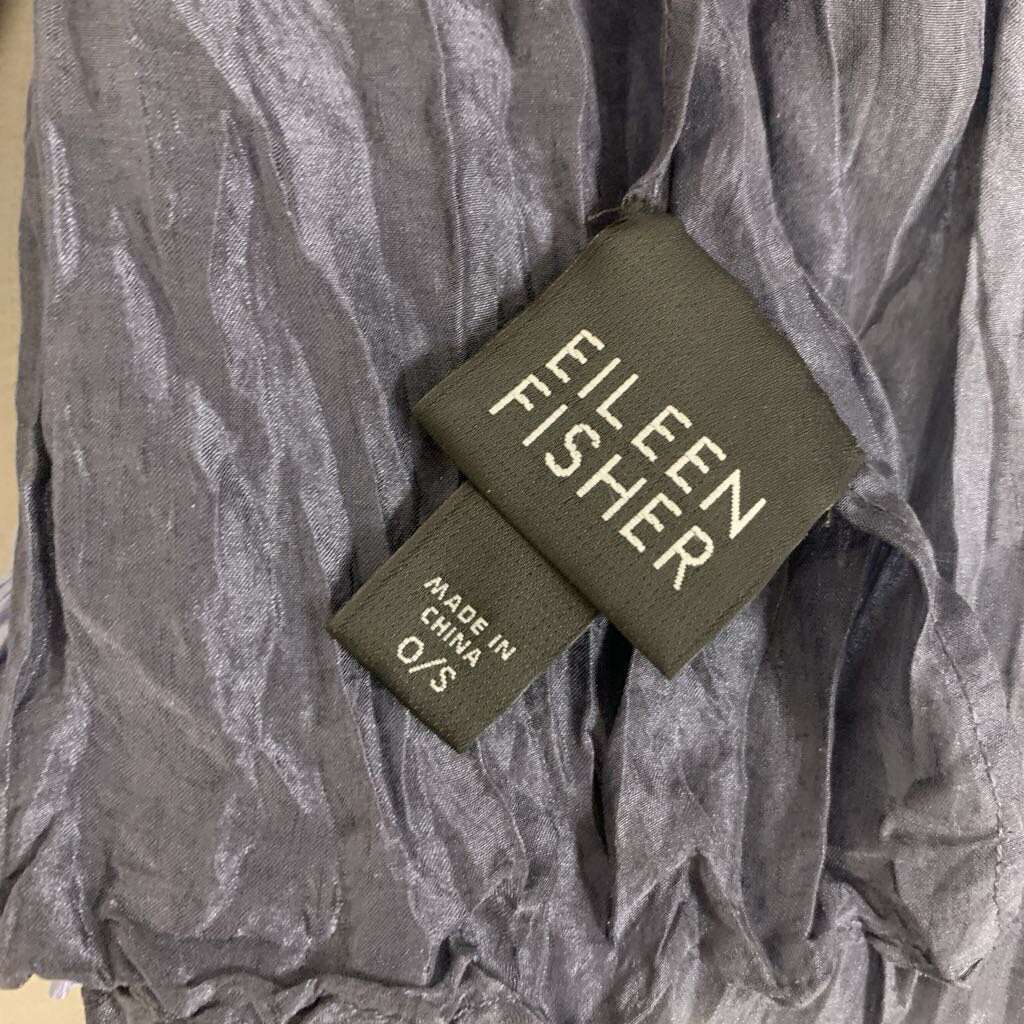 EILEEN
FISHER
MADE IN
CHINA
O/S